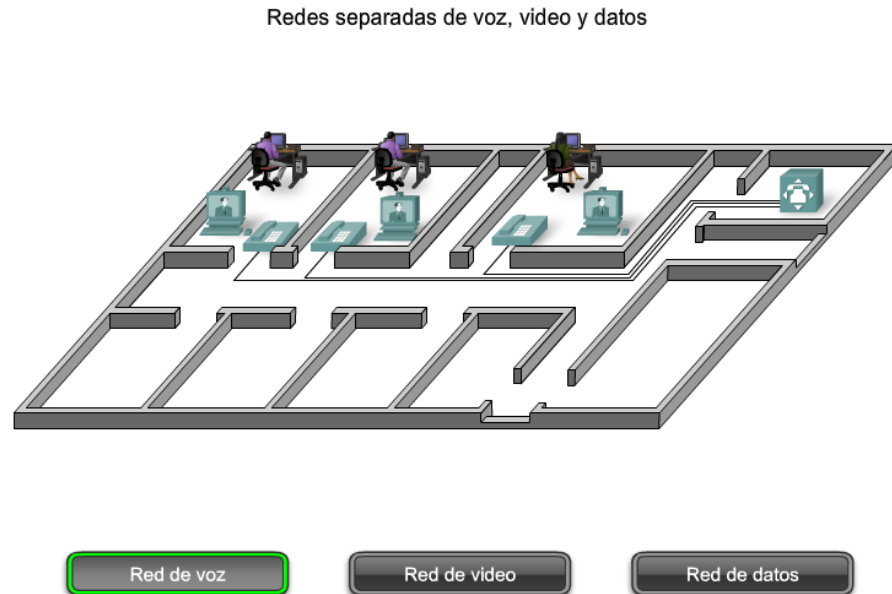 Redes separadas de voz, video y datos
Red de voz
Red de video
Red de datos